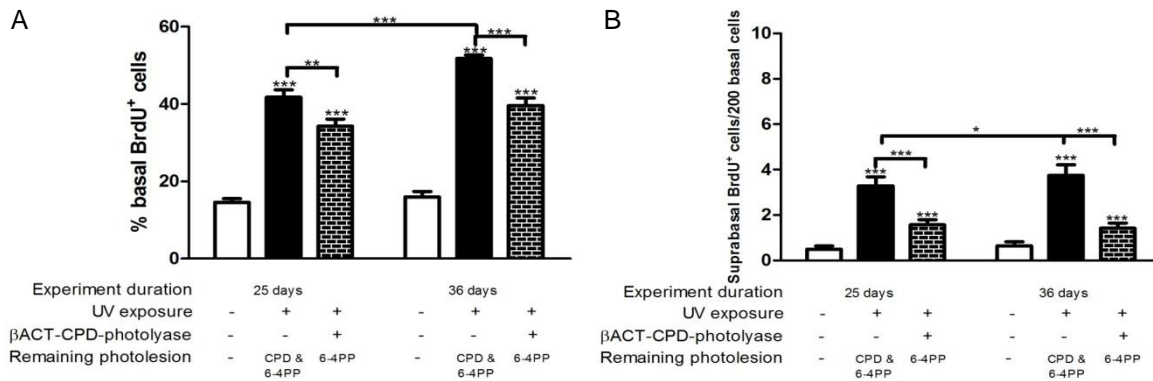 A
% basal BrdU⁺ cells
60
40
20
0
***
***
***
***
**
***
***
Experiment duration 25 days 36 days
UV exposure - + + - + +
βACT-CPD-photolyase - - + - - +
Remaining photolesion - CPD & 6-4PP 6-4PP - CPD & 6-4PP 6-4PP
B
Suprabasal BrdU⁺ cells/200 basal cells
10
8
6
4
2
0
*
***
***
***
***
***
***
Experiment duration 25 days 36 days
UV exposure - + + - + +
βACT-CPD-photolyase - - + - - +
Remaining photolesion - CPD & 6-4PP 6-4PP - CPD & 6-4PP 6-4PP